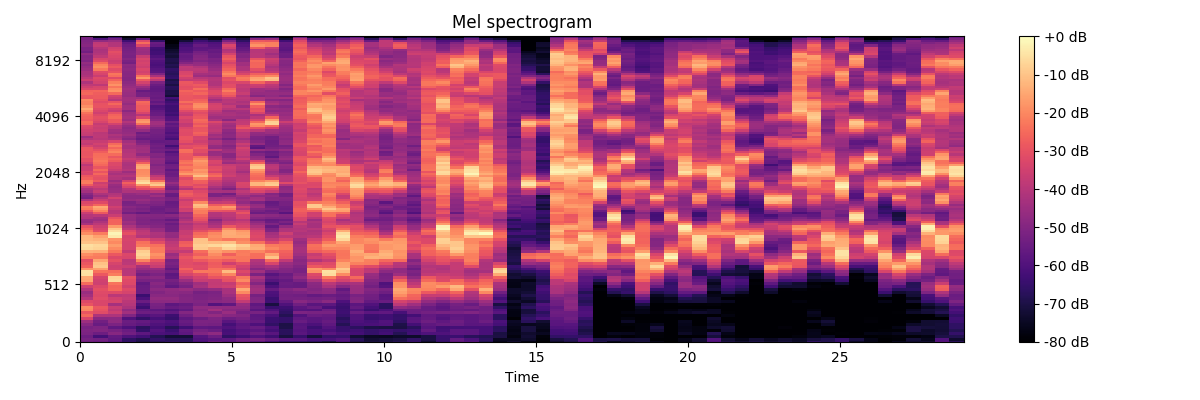 Mel spectrogram
8192
4096
2048
1024
512
0
Hz
0 5 10 15 20 25
Time
+0 dB
-10 dB
-20 dB
-30 dB
-40 dB
-50 dB
-60 dB
-70 dB
-80 dB